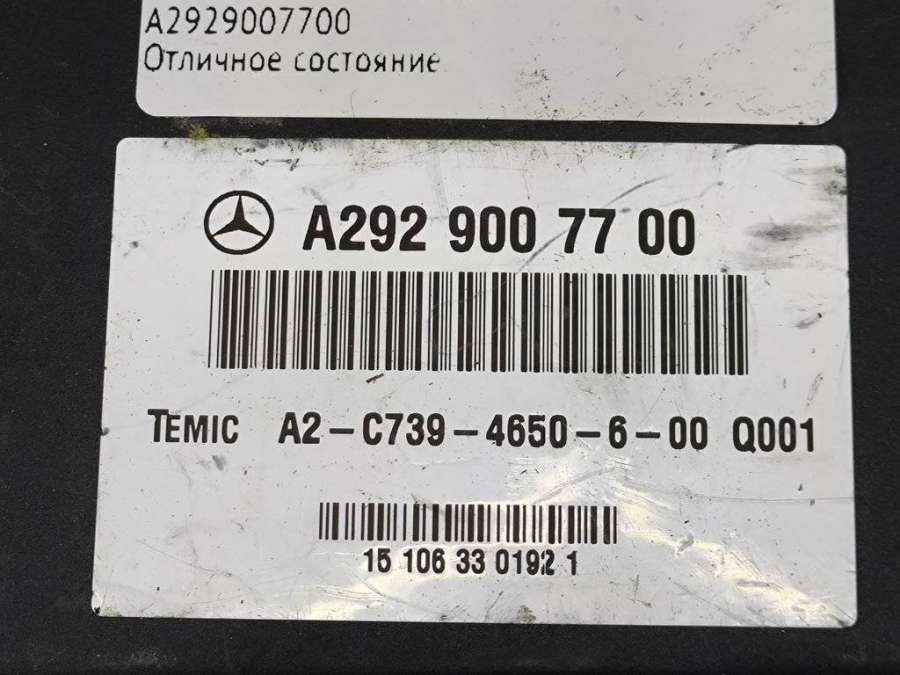 A2929007700
Отличное состояние
A292 900 77 00
TEMIC A2-C739-4650-6-00 Q001
15 106 33 0192 1